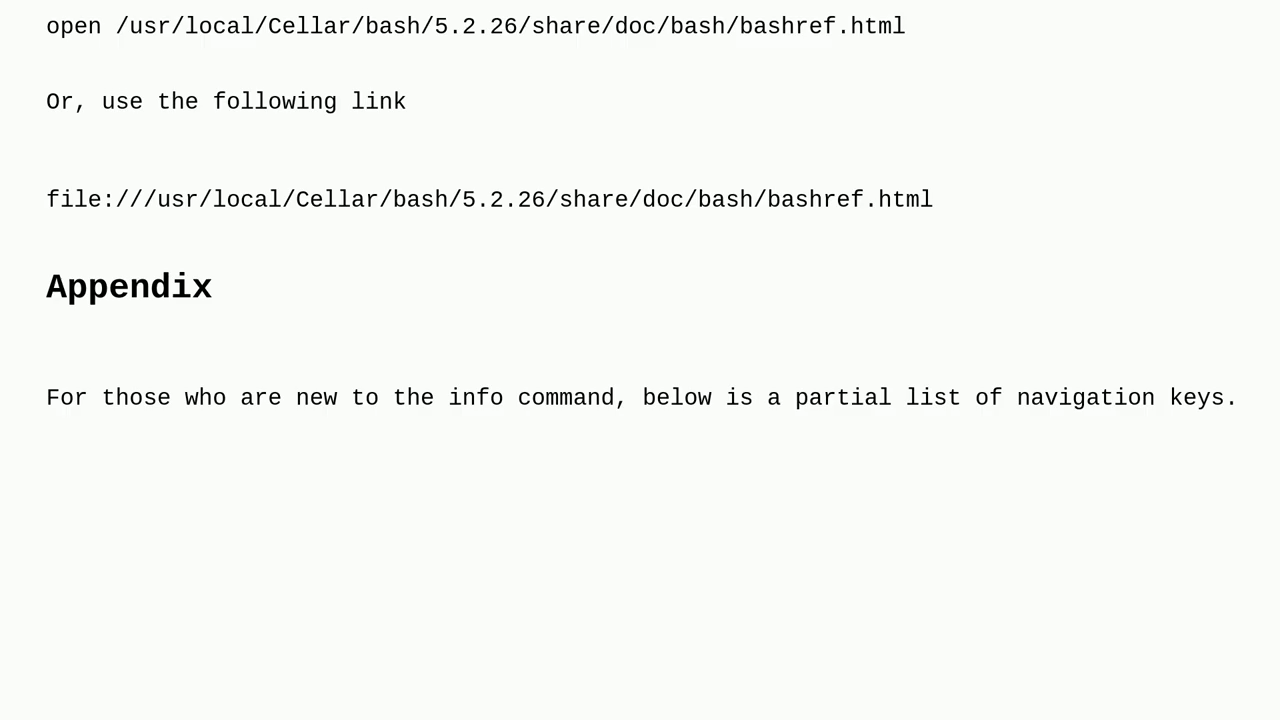 open /usr/local/Cellar/bash/5.2.26/share/doc/bash/bashref.html
Or, use the following link
file:///usr/local/Cellar/bash/5.2.26/share/doc/bash/bashref.html
Appendix
For those who are new to the info command, below is a partial list of navigation keys.